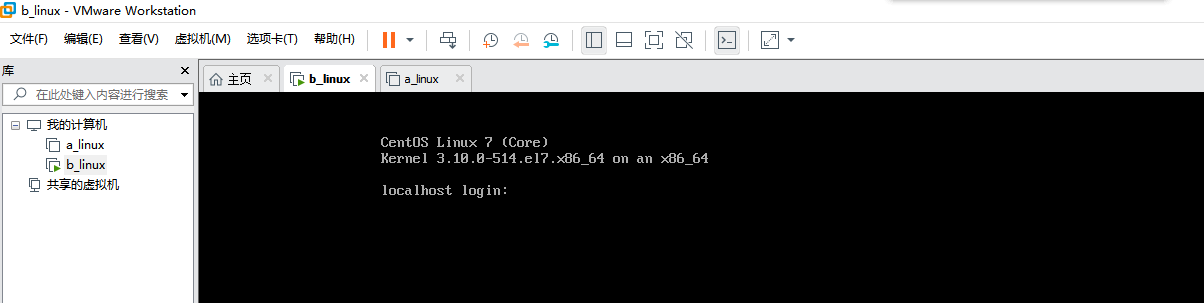 b_linux - VMware Workstation
文件(F) 编辑(E) 查看(V) 虚拟机(M) 选项卡(T) 帮助(H)
库
在此处键入内容进行搜索
我的计算机
a_linux
b_linux
共享的虚拟机
主页 b_linux a_linux
CentOS Linux 7 (Core)
Kernel 3.10.0-514.el7.x86_64 on an x86_64
localhost login: